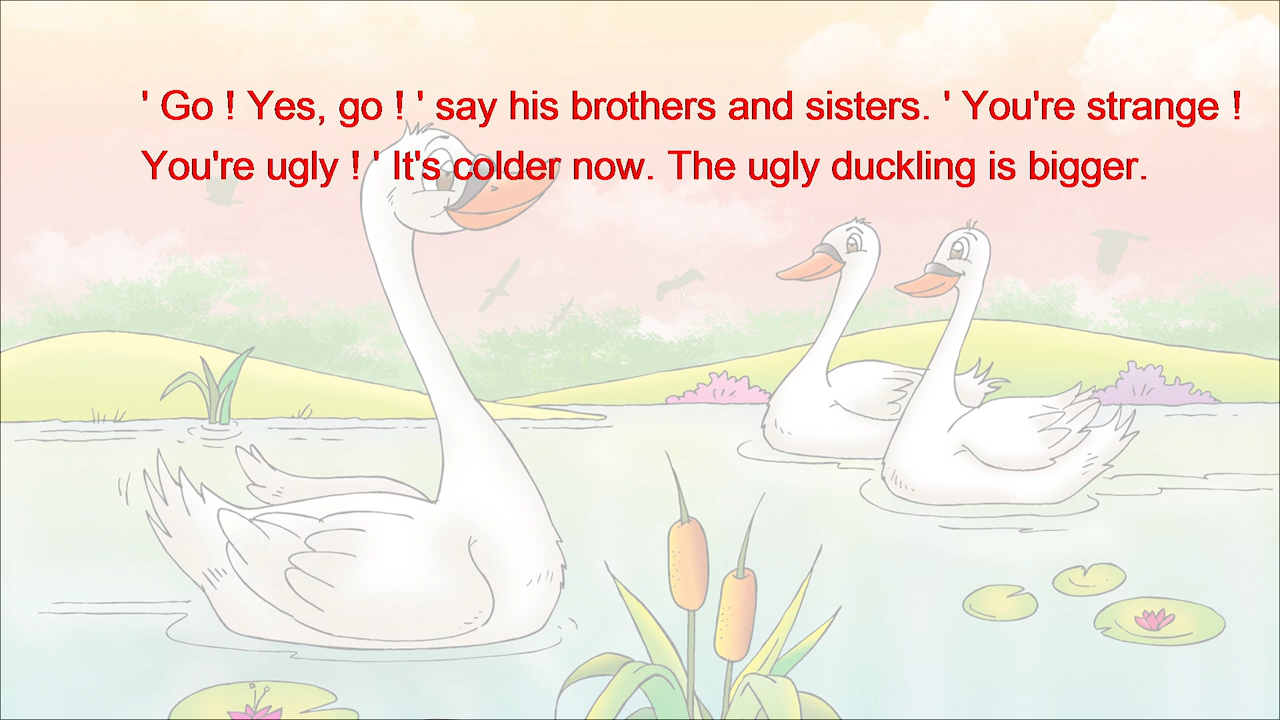 ' Go ! Yes, go ! ' say his brothers and sisters. ' You're strange !
You're ugly ! ' It's colder now. The ugly duckling is bigger.